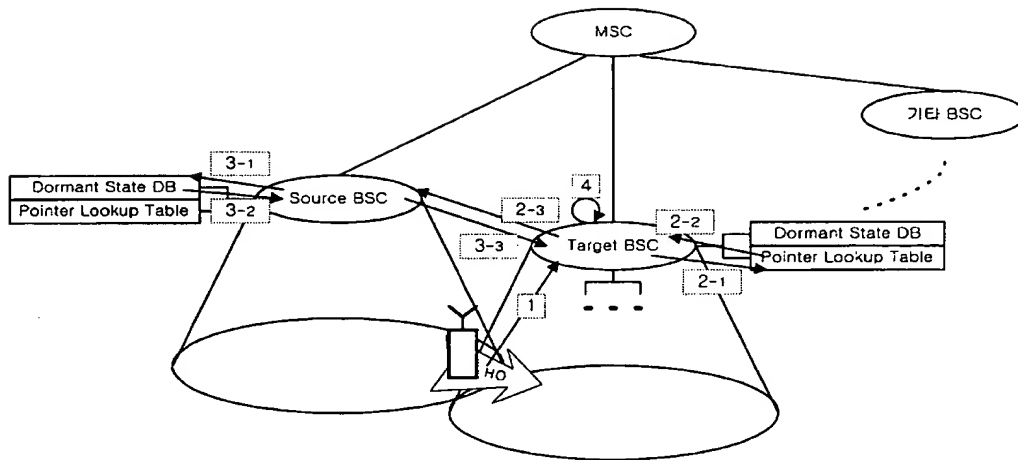 MSC
기타 BSC
3-1
Dormant State DB
Pointer Lookup Table
3-2
Source BSC
4
2-3
3-3
Target BSC
2-2
Dormant State DB
Pointer Lookup Table
2-1
1
HO